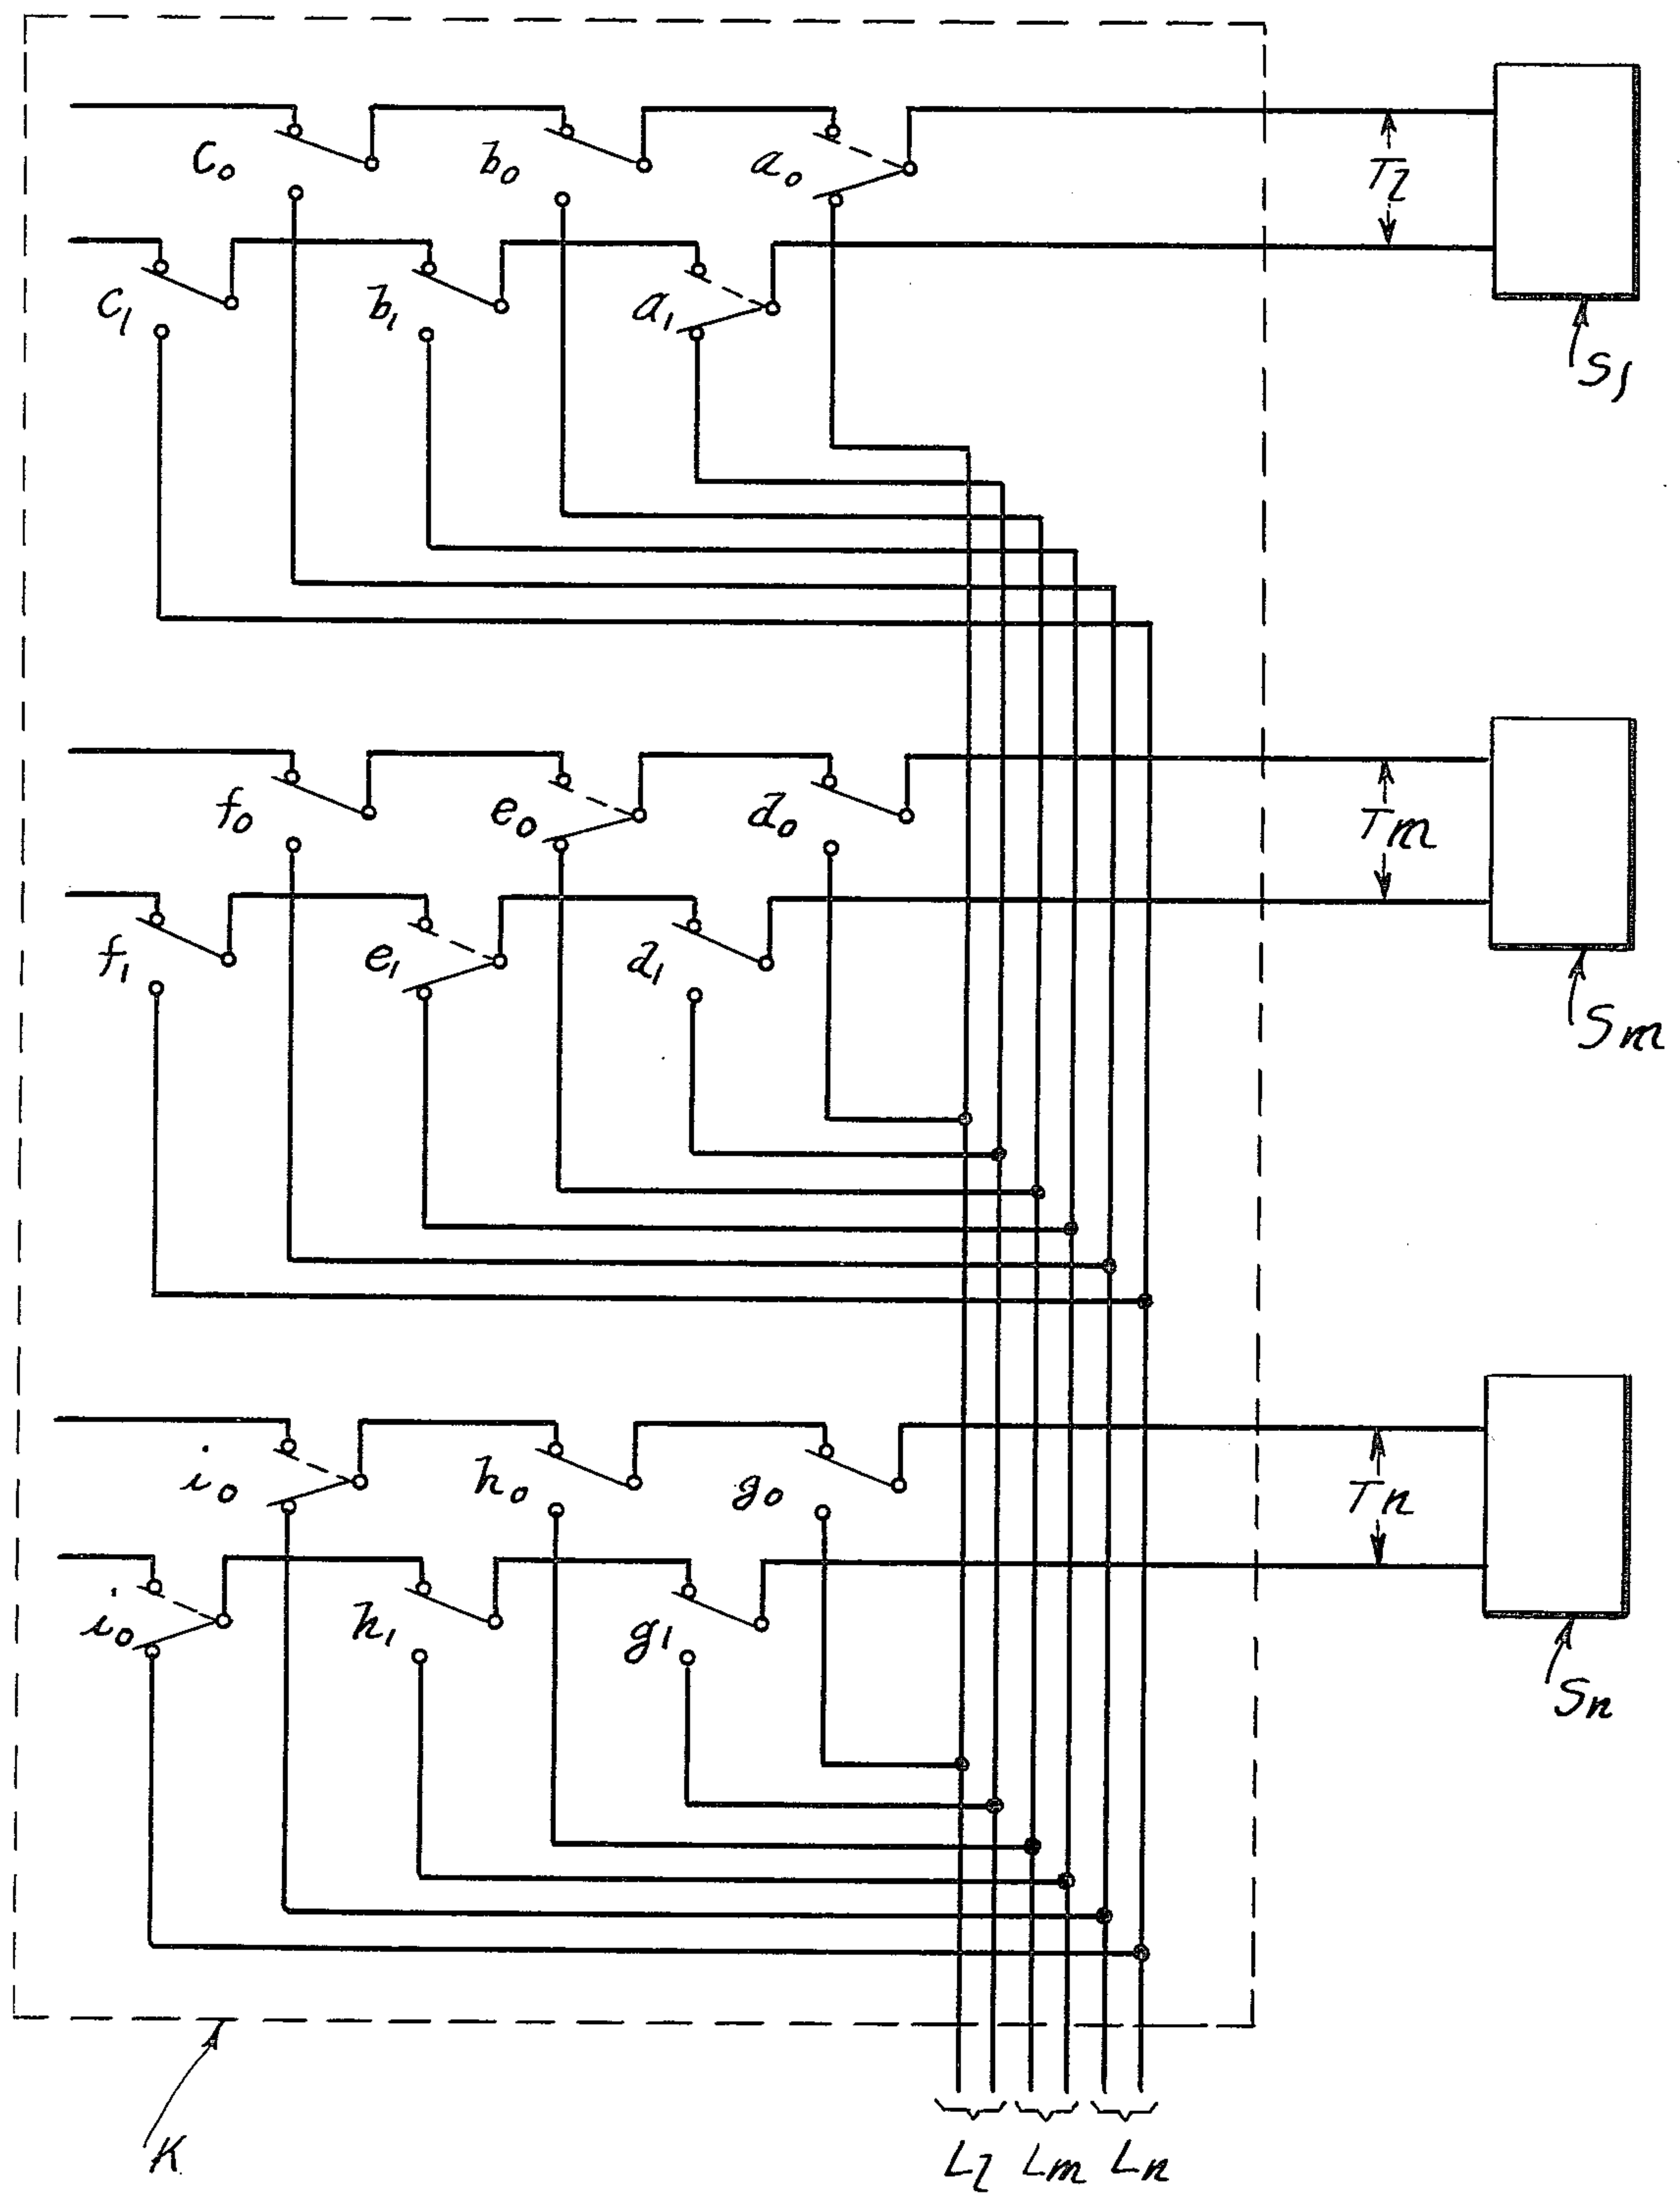 c₀ b₀ a₀ Tl
c₁ b₁ a₁
S₁
f₀ e₀ d₀ Tm
f₁ e₁ d₁
Sm
i₀ h₀ g₀ Tn
i₀ h₁ g₁
Sn
K
Ll Lm Ln